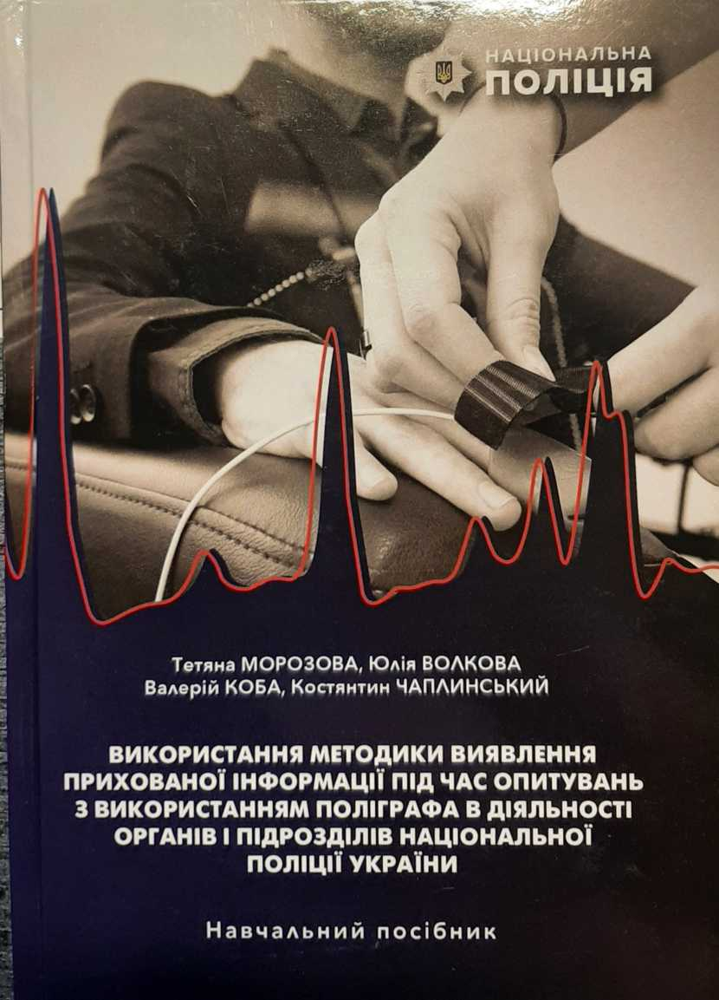 НАЦІОНАЛЬНА
ПОЛІЦІЯ
Тетяна МОРОЗОВА, Юлія ВОЛКОВА
Валерій КОБА, Костянтин ЧАПЛИНСЬКИЙ
ВИКОРИСТАННЯ МЕТОДИКИ ВИЯВЛЕННЯ
ПРИХОВАНОЇ ІНФОРМАЦІЇ ПІД ЧАС ОПИТУВАНЬ
З ВИКОРИСТАННЯМ ПОЛІГРАФА В ДІЯЛЬНОСТІ
ОРГАНІВ І ПІДРОЗДІЛІВ НАЦІОНАЛЬНОЇ
ПОЛІЦІЇ УКРАЇНИ
Навчальний посібник